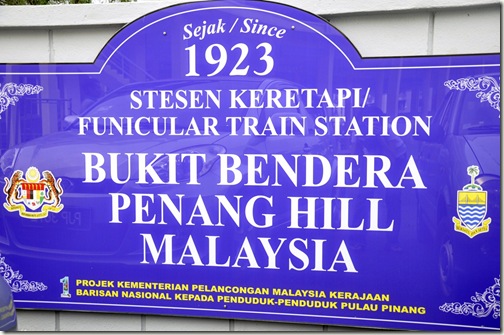 Sejak / Since
1923
STESEN KERETAPI/
FUNICULAR TRAIN STATION
BUKIT BENDERA
PENANG HILL
MALAYSIA
1 PROJEK KEMENTERIAN PELANCONGAN MALAYSIA KERAJAAN
BARISAN NASIONAL KEPADA PENDUDUK-PENDUDUK PULAU PINANG